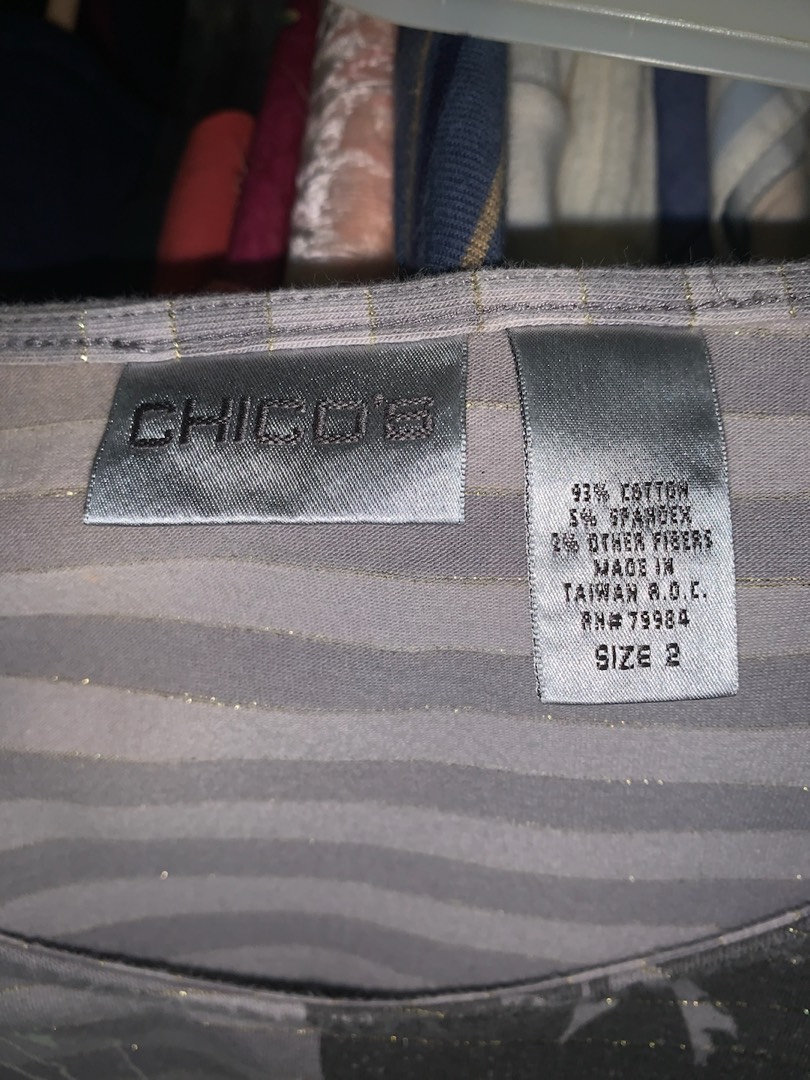 CHICO'S
93% COTTON
5% SPANDEX
2% OTHER FIBERS
MADE IN
TAIWAN R.O.C.
RN# 79984
SIZE 2